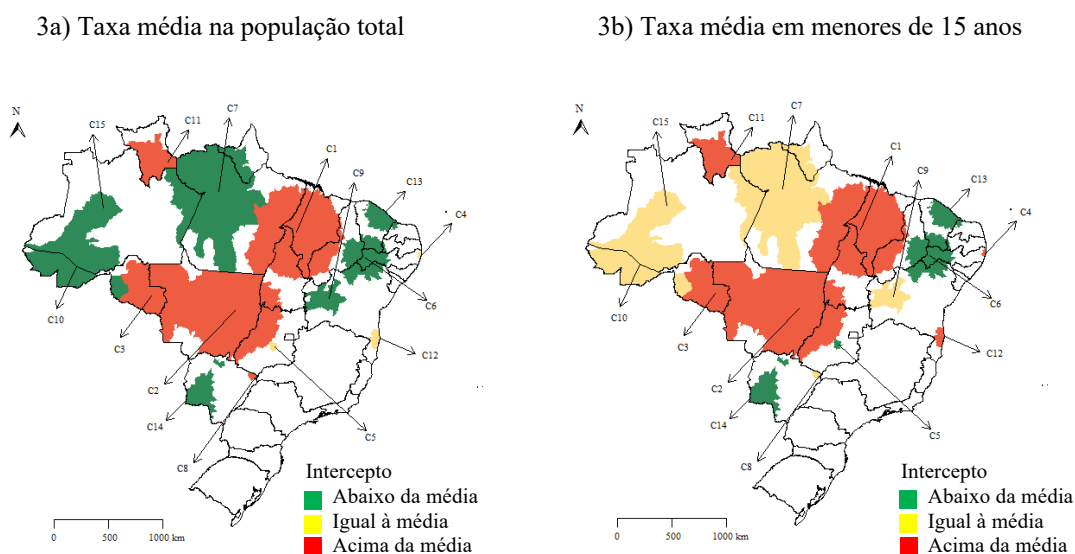 3a) Taxa média na população total
N
C7
C15
C11
C1
C9
C13
C4
C6
C10
C3
C12
C2
C14
C5
C8
Intercepto
Abaixo da média
Igual à média
Acima da média
0 500 1000 km
3b) Taxa média em menores de 15 anos
N
C7
C15
C11
C1
C9
C13
C4
C6
C10
C3
C12
C2
C14
C5
C8
Intercepto
Abaixo da média
Igual à média
Acima da média
0 500 1000 km